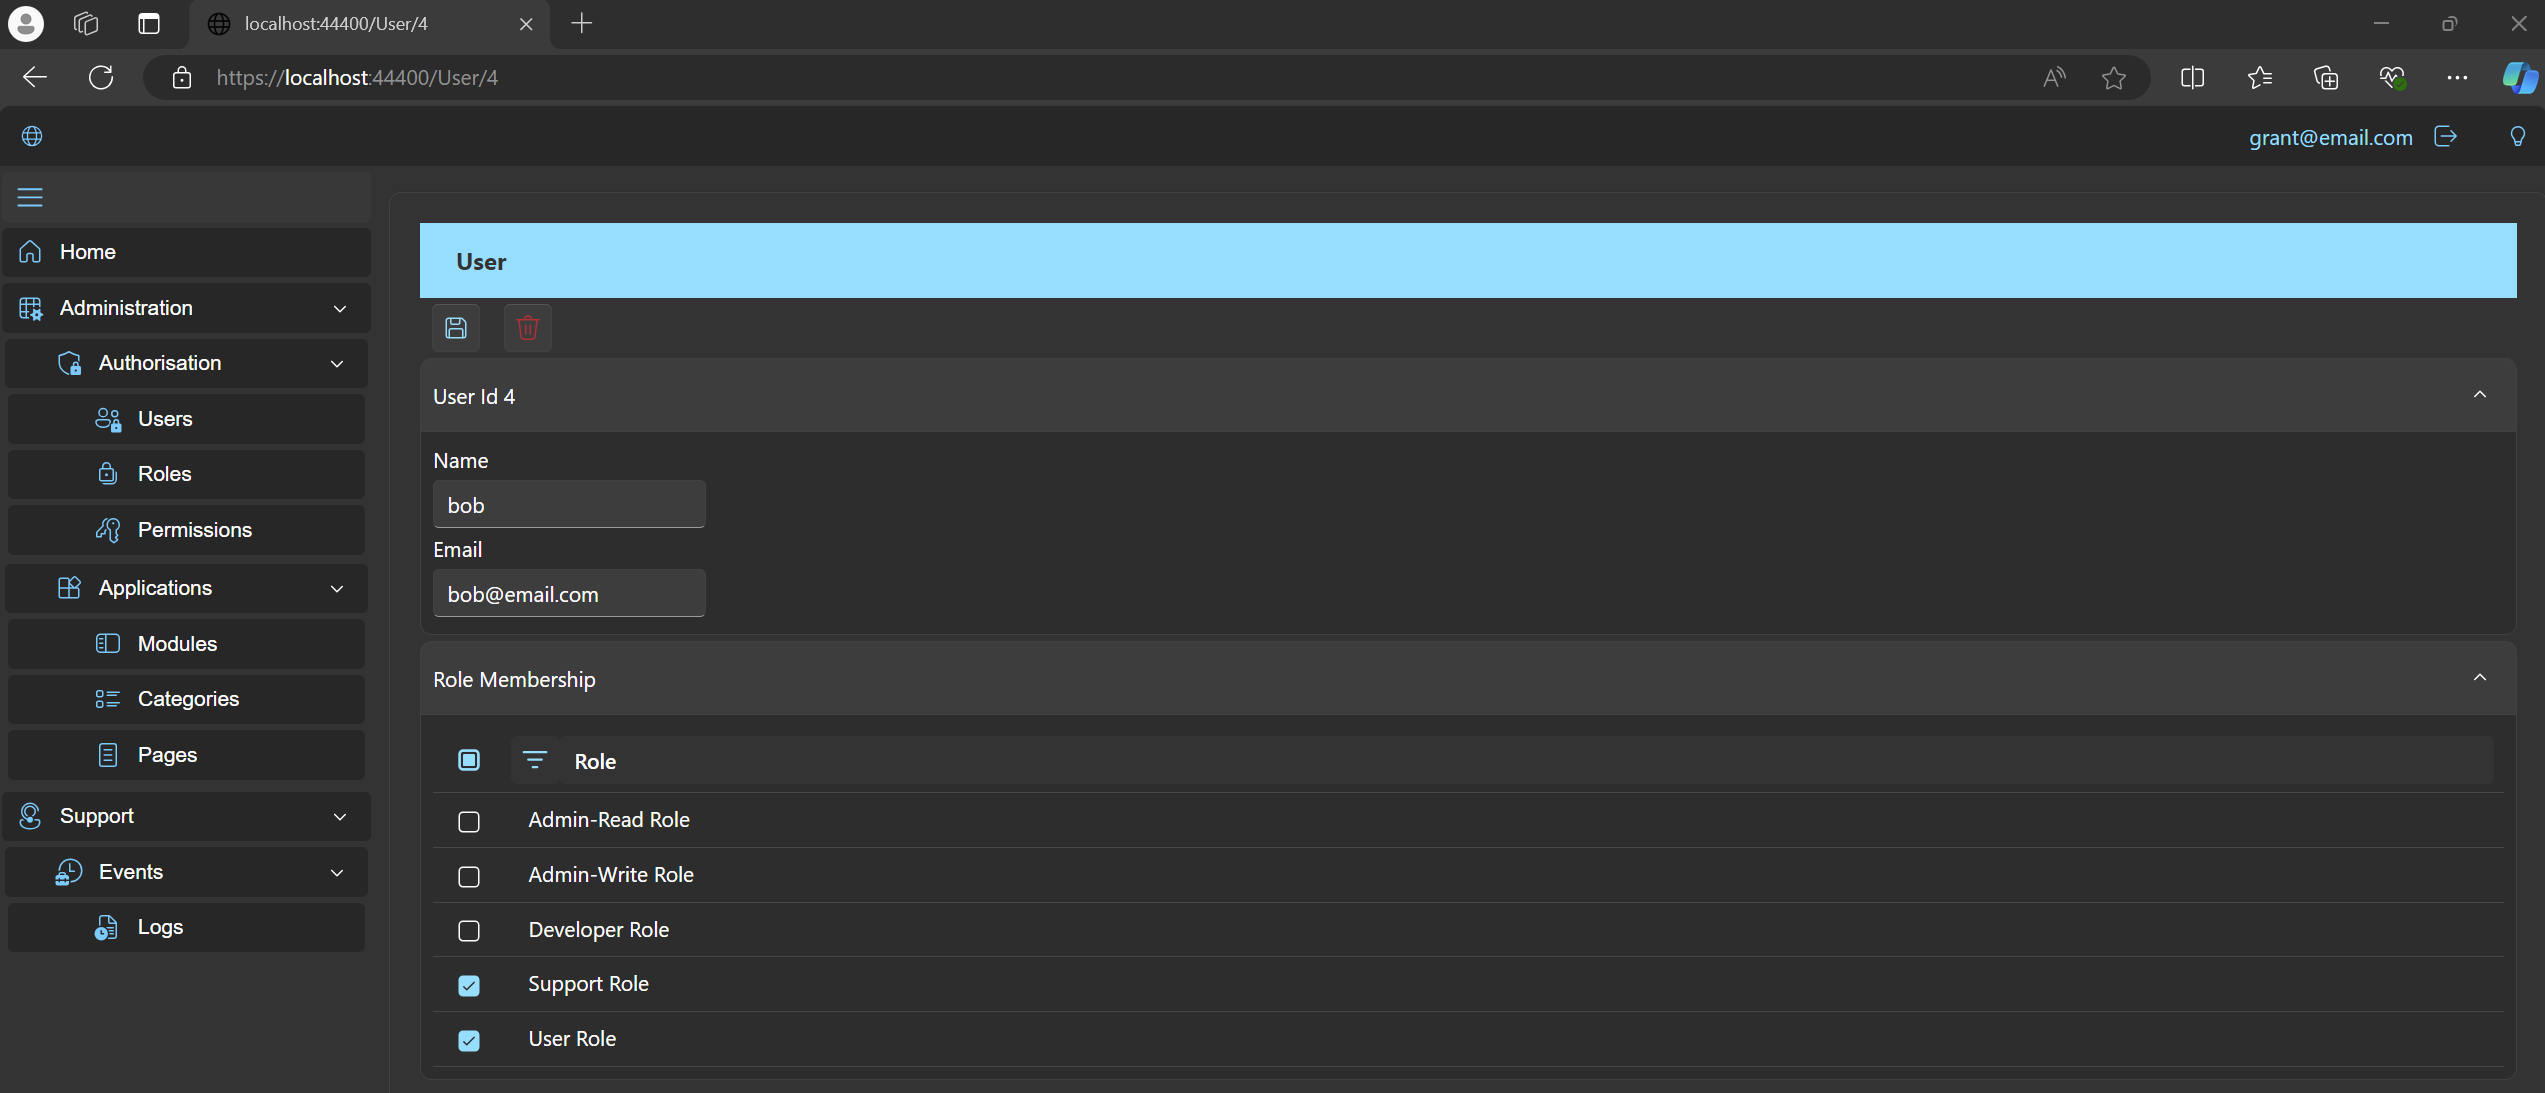 localhost:44400/User/4
https://localhost:44400/User/4
grant@email.com
Home
Administration
Authorisation
Users
Roles
Permissions
Applications
Modules
Categories
Pages
Support
Events
Logs
User
User Id 4
Name
bob
Email
bob@email.com
Role Membership
Role
Admin-Read Role
Admin-Write Role
Developer Role
Support Role
User Role